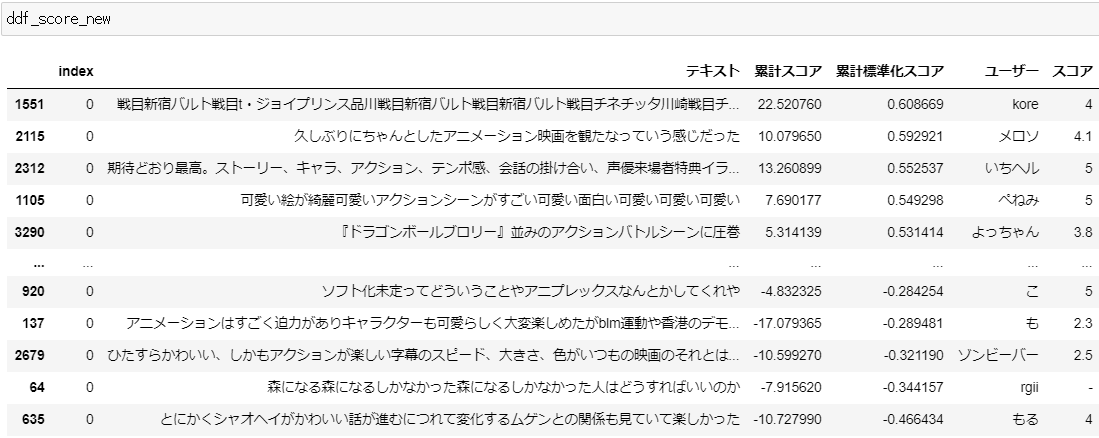 ddf_score_new
index テキスト 累計スコア 累計標準化スコア ユーザー スコア
1551 0 戦目新宿バルト戦目t・ジョイプリンス品川戦目新宿バルト戦目新宿バルト戦目チネチッタ川崎戦目チ... 22.520760 0.608669 kore 4
2115 0 久しぶりにちゃんとしたアニメーション映画を観たなっていう感じだった 10.079650 0.592921 メロソ 4.1
2312 0 期待どおり最高。ストーリー、キャラ、アクション、テンポ感、会話の掛け合い、声優来場者特典イラ... 13.260899 0.552537 いちヘル 5
1105 0 可愛い絵が綺麗可愛いアクションシーンがすごい可愛い面白い可愛い可愛い可愛い 7.690177 0.549298 ぺねみ 5
3290 0 『ドラゴンボールブロリー』並みのアクションバトルシーンに圧巻 5.314139 0.531414 よっちゃん 3.8
... ... ... ... ... ... ...
920 0 ソフト化未定ってどういうことやアニプレックスなんとかしてくれや -4.832325 -0.284254 こ 5
137 0 アニメーションはすごく迫力がありキャラクターも可愛らしく大変楽しめたがblm運動や香港のデモ... -17.079365 -0.289481 も 2.3
2679 0 ひたすらかわいい、しかもアクションが楽しい字幕のスピード、大きさ、色がいつもの映画のそれとは... -10.599270 -0.321190 ゾンビーバー 2.5
64 0 森になる森になるしかなかった森になるしかなかった人はどうすればいいのか -7.915620 -0.344157 rgii -
635 0 とにかくシャオヘイがかわいい話が進むにつれて変化するムゲンとの関係も見ていて楽しかった -10.727990 -0.466434 もる 4